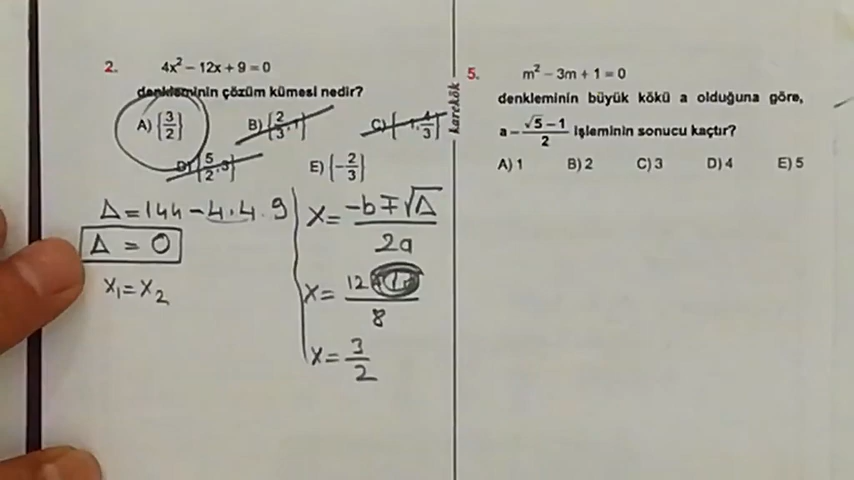 2. 4x² − 12x + 9 = 0
denkleminin çözüm kümesi nedir?
A) {3/2} B) {2/3, 1} C) {−1, 4/3}
D) {5/2, 3} E) {−2/3}
Δ = 144 − 4.4.9
Δ = 0
x₁ = x₂
x = −b ∓ √Δ / 2a
x = 12 / 8
x = 3/2
karekök
5. m² − 3m + 1 = 0
denkleminin büyük kökü a olduğuna göre,
a − √5 − 1 / 2 işleminin sonucu kaçtır?
A) 1 B) 2 C) 3 D) 4 E) 5